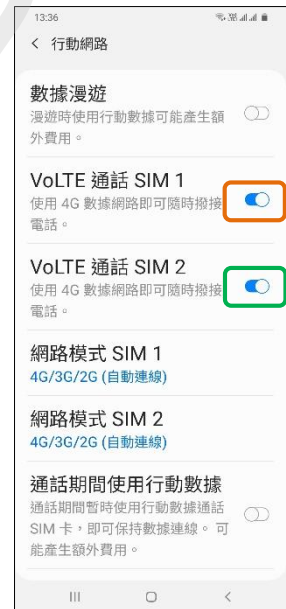 13:36
行動網路
數據漫遊
漫遊時使用行動數據可能產生額
外費用。
VoLTE 通話 SIM 1
使用 4G 數據網路即可隨時撥接
電話。
VoLTE 通話 SIM 2
使用 4G 數據網路即可隨時撥接
電話。
網路模式 SIM 1
4G/3G/2G (自動連線)
網路模式 SIM 2
4G/3G/2G (自動連線)
通話期間使用行動數據
通話期間暫時使用行動數據通話
SIM 卡，即可保持數據連線。 可
能產生額外費用。